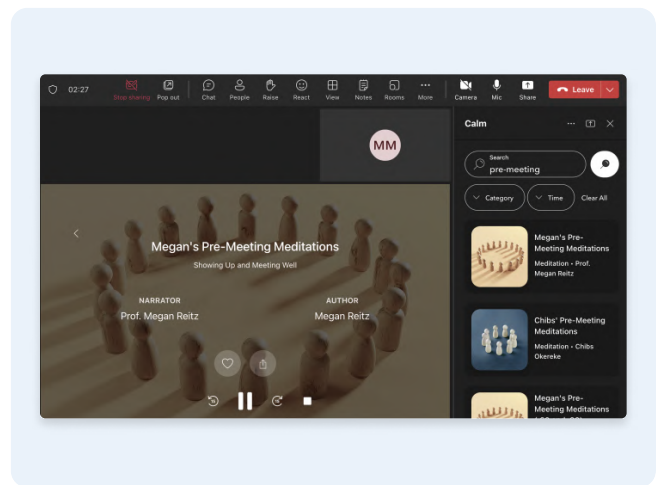 02:27
Stop sharing
Pop out
Chat
People
Raise
React
View
Notes
Rooms
More
Camera
Mic
Share
Leave
MM
Megan's Pre-Meeting Meditations
Showing Up and Meeting Well
NARRATOR
Prof. Megan Reitz
AUTHOR
Megan Reitz
15
15
Calm
Search
pre-meeting
Category
Time
Clear All
Megan's Pre-
Meeting Meditations
Meditation • Prof.
Megan Reitz
Chibs' Pre-Meeting
Meditations
Meditation • Chibs
Okereke
Megan's Pre-
Meeting Meditations